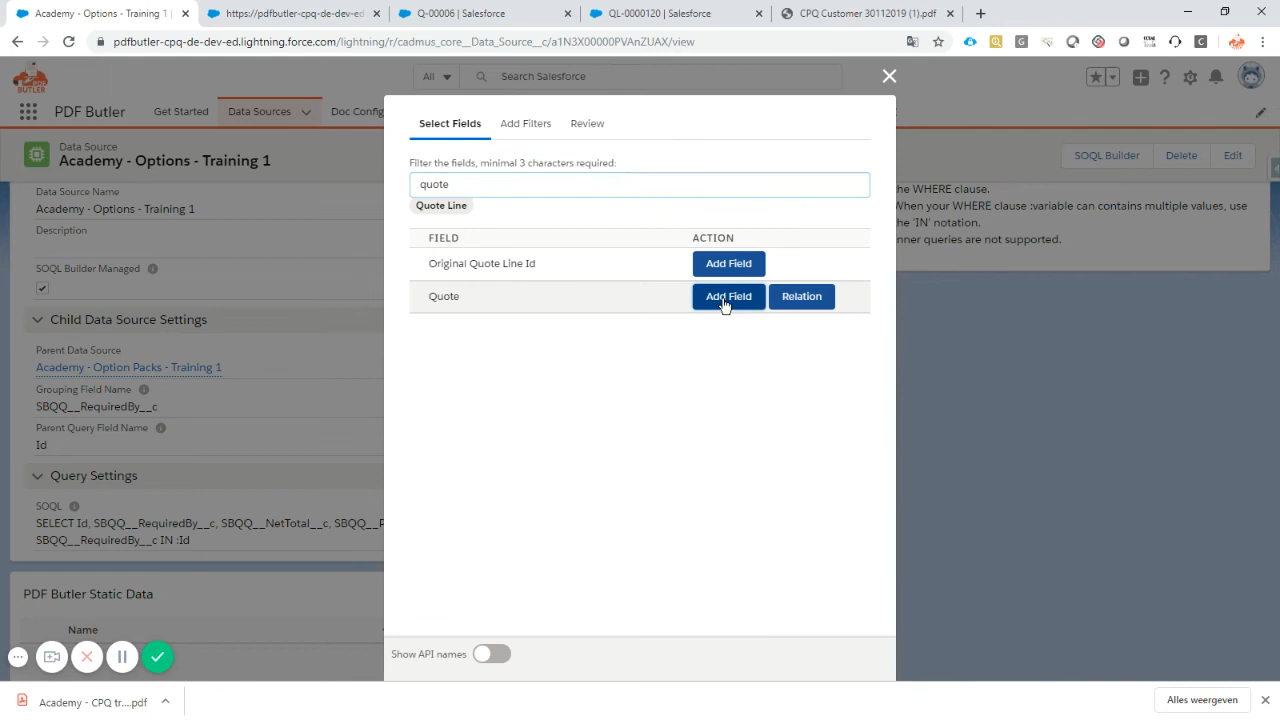 Academy - Options - Training 1
https://pdfbutler-cpq-de-dev-ed
Q-00006 | Salesforce
QL-0000120 | Salesforce
CPQ Customer 30112019 (1).pdf
pdfbutler-cpq-de-dev-ed.lightning.force.com/lightning/r/cadmus_core__Data_Source__c/a1N3X00000PVAnZUAX/view
BUTLER
All
Search Salesforce
PDF Butler
Get Started
Data Sources
Doc Config
Data Source
Academy - Options - Training 1
SOQL Builder
Delete
Edit
Data Source Name
Academy - Options - Training 1
Description
SOQL Builder Managed
Child Data Source Settings
Parent Data Source
Academy - Option Packs - Training 1
Grouping Field Name
SBQQ__RequiredBy__c
Parent Query Field Name
Id
Query Settings
SOQL
SELECT Id, SBQQ__RequiredBy__c, SBQQ__NetTotal__c, SBQQ__P
SBQQ__RequiredBy__c IN :Id
PDF Butler Static Data
Name
the WHERE clause.
When your WHERE clause :variable can contains multiple values, use
the 'IN' notation.
nner queries are not supported.
Select Fields
Add Filters
Review
Filter the fields, minimal 3 characters required:
quote
Quote Line
FIELD ACTION
Original Quote Line Id Add Field
Quote Add Field Relation
Show API names
Academy - CPQ tr....pdf
Alles weergeven